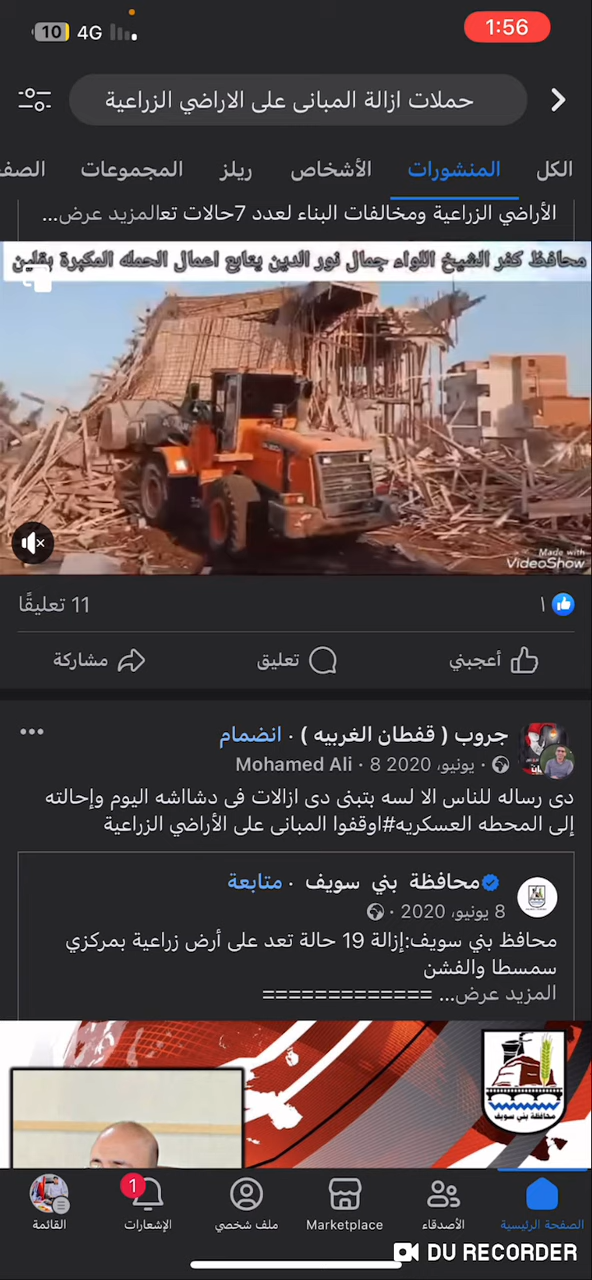 10 4G 1:56
حملات ازالة المبانى على الاراضي الزراعية
الكل المنشورات الأشخاص ريلز المجموعات الصف
الأراضي الزراعية ومخالفات البناء لعدد 7حالات تعالمزيد عرض...
محافظ كفر الشيخ اللواء جمال نور الدين يتابع اعمال الحمله المكبرة بقلين
Made with
VideoShow
١ 11 تعليقًا
أعجبني تعليق مشاركة
جروب ( قفطان الغربيه ) · انضمام
Mohamed Ali · 8 يونيو، 2020 ·
دى رساله للناس الا لسه بتبنى دى ازالات فى دشاشه اليوم وإحالته
إلى المحطه العسكريه#اوقفوا المبانى على الأراضي الزراعية
محافظة بني سويف · متابعة
8 يونيو، 2020 ·
محافظ بني سويف:إزالة 19 حالة تعد على أرض زراعية بمركزي
سمسطا والفشن
============= ...المزيد عرض
محافظة بني سويف
1
الصفحة الرئيسية الأصدقاء Marketplace ملف شخصي الإشعارات القائمة
DU RECORDER